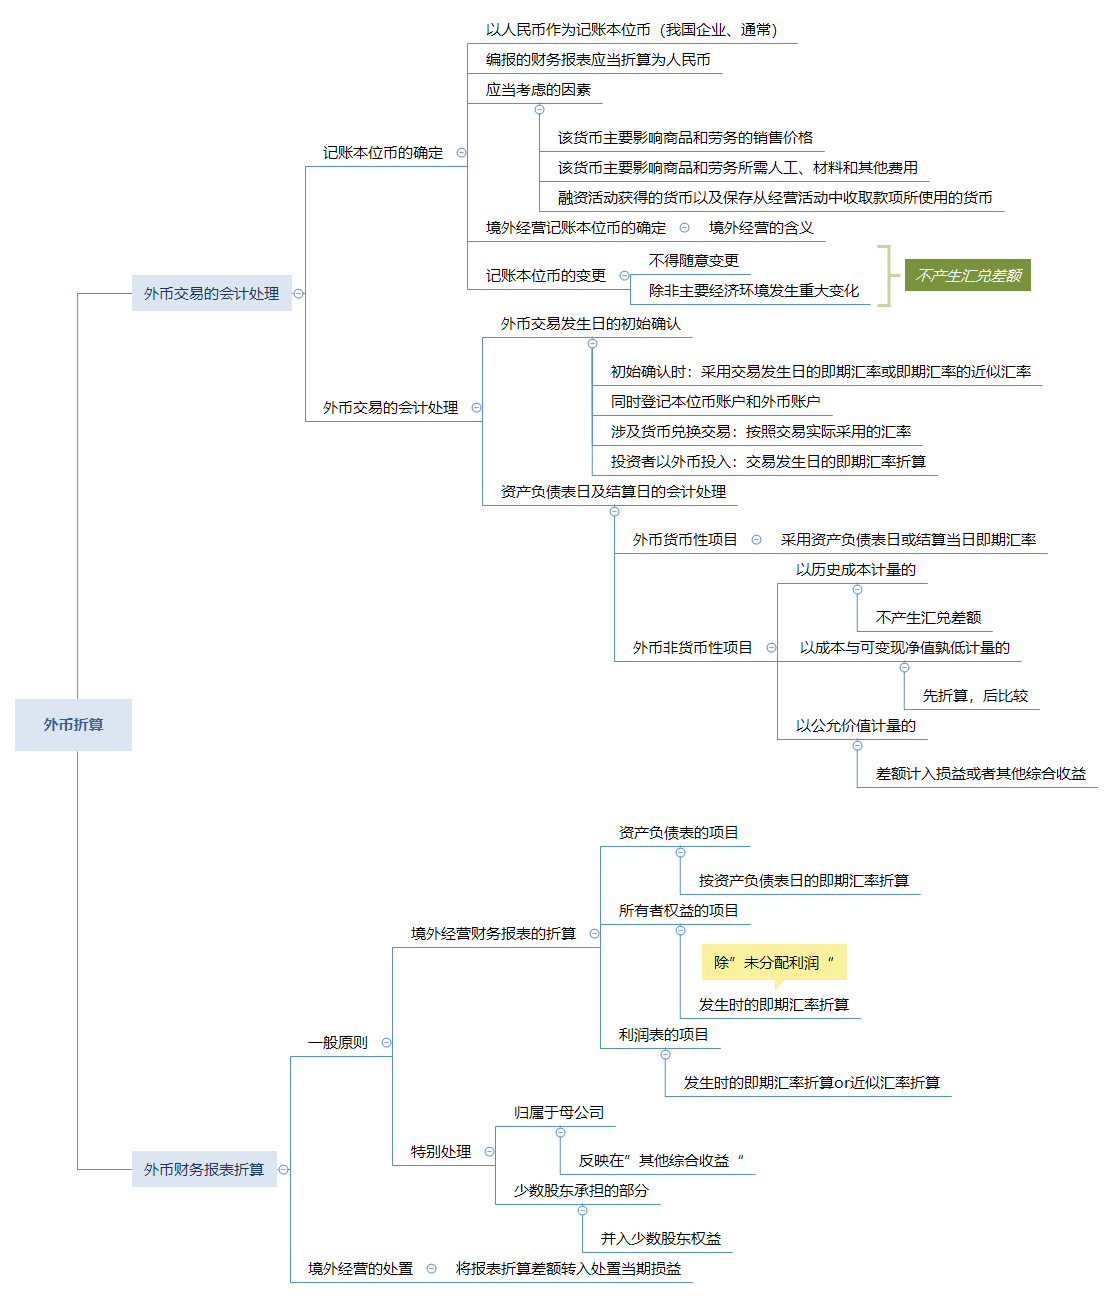 以人民币作为记账本位币（我国企业、通常）
编报的财务报表应当折算为人民币
应当考虑的因素
该货币主要影响商品和劳务的销售价格
记账本位币的确定
该货币主要影响商品和劳务所需人工、材料和其他费用
融资活动获得的货币以及保存从经营活动中收取款项所使用的货币
境外经营记账本位币的确定
境外经营的含义
不得随意变更
记账本位币的变更
不产生汇兑差额
除非主要经济环境发生重大变化
外币交易的会计处理
外币交易发生日的初始确认
初始确认时：采用交易发生日的即期汇率或即期汇率的近似汇率
外币交易的会计处理
同时登记本位币账户和外币账户
涉及货币兑换交易：按照交易实际采用的汇率
投资者以外币投入：交易发生日的即期汇率折算
资产负债表日及结算日的会计处理
外币货币性项目
采用资产负债表日或结算当日即期汇率
以历史成本计量的
不产生汇兑差额
外币非货币性项目
以成本与可变现净值孰低计量的
先折算，后比较
以公允价值计量的
外币折算
差额计入损益或者其他综合收益
资产负债表的项目
按资产负债表日的即期汇率折算
所有者权益的项目
境外经营财务报表的折算
除”未分配利润“
发生时的即期汇率折算
利润表的项目
一般原则
发生时的即期汇率折算or近似汇率折算
归属于母公司
特别处理
反映在”其他综合收益“
外币财务报表折算
少数股东承担的部分
并入少数股东权益
境外经营的处置
将报表折算差额转入处置当期损益